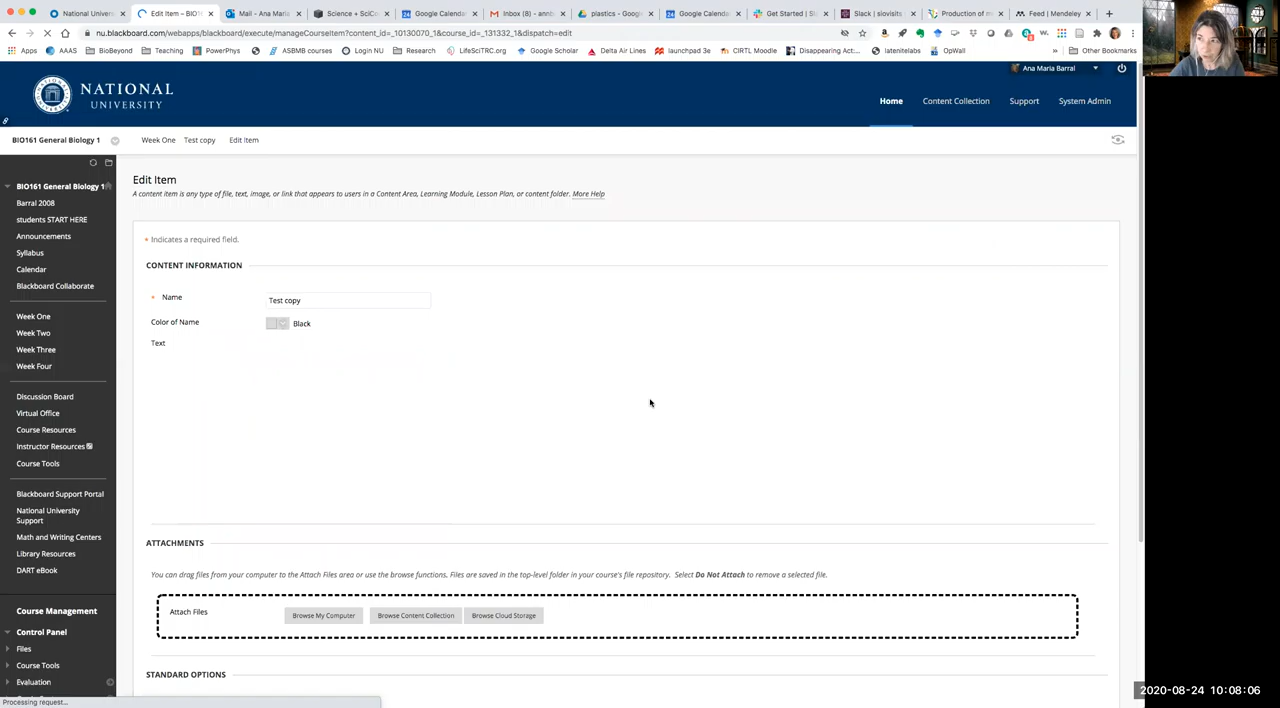 National Univers
Edit Item – BIO1
Mail - Ana Maria
Science + SciCom
Google Calendar
Inbox (8) - annie
plastics - Google
Google Calendar
Get Started | Sl
Slack | slovisits
Production of m
Feed | Mendeley
nu.blackboard.com/webapps/blackboard/execute/manageCourseItem?content_id=_10130070_1&course_id=_131332_1&dispatch=edit
Apps
AAAS
BioBeyond
Teaching
PowerPhys
ASBMB courses
Login NU
Research
LifeSciTRC.org
Google Scholar
Delta Air Lines
launchpad 3e
CIRTL Moodle
Disappearing Act:...
latenitelabs
OpWall
Other Bookmarks
NATIONAL
UNIVERSITY
Ana Maria Barral
Home
Content Collection
Support
System Admin
BIO161 General Biology 1
Week One
Test copy
Edit Item
BIO161 General Biology 1
Barral 2008
students START HERE
Announcements
Syllabus
Calendar
Blackboard Collaborate
Week One
Week Two
Week Three
Week Four
Discussion Board
Virtual Office
Course Resources
Instructor Resources
Course Tools
Blackboard Support Portal
National University
Support
Math and Writing Centers
Library Resources
DART eBook
Course Management
Control Panel
Files
Course Tools
Evaluation
Processing request...
Edit Item
A content item is any type of file, text, image, or link that appears to users in a Content Area, Learning Module, Lesson Plan, or content folder. More Help
* Indicates a required field.
CONTENT INFORMATION
* Name
Test copy
Color of Name
Black
Text
ATTACHMENTS
You can drag files from your computer to the Attach Files area or use the browse functions. Files are saved in the top-level folder in your course's file repository. Select Do Not Attach to remove a selected file.
Attach Files
Browse My Computer
Browse Content Collection
Browse Cloud Storage
STANDARD OPTIONS
2020-08-24 10:08:06